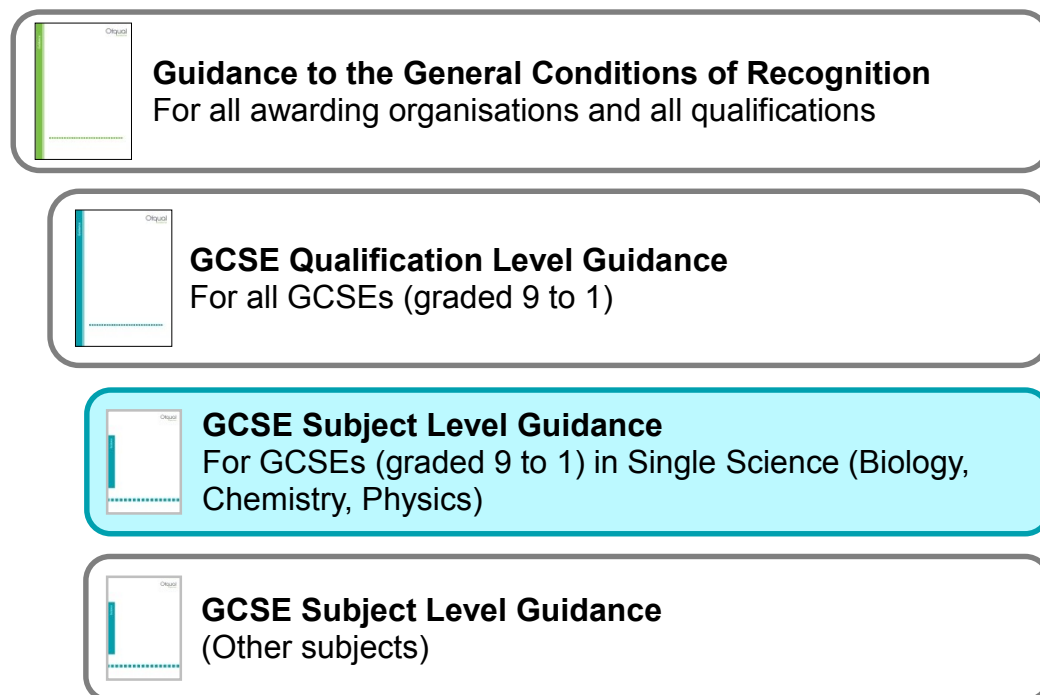 Ofqual
Guidance to the General Conditions of Recognition
For all awarding organisations and all qualifications
Ofqual
GCSE Qualification Level Guidance
For all GCSEs (graded 9 to 1)
Ofqual
GCSE Subject Level Guidance
For GCSEs (graded 9 to 1) in Single Science (Biology,
Chemistry, Physics)
Ofqual
GCSE Subject Level Guidance
(Other subjects)